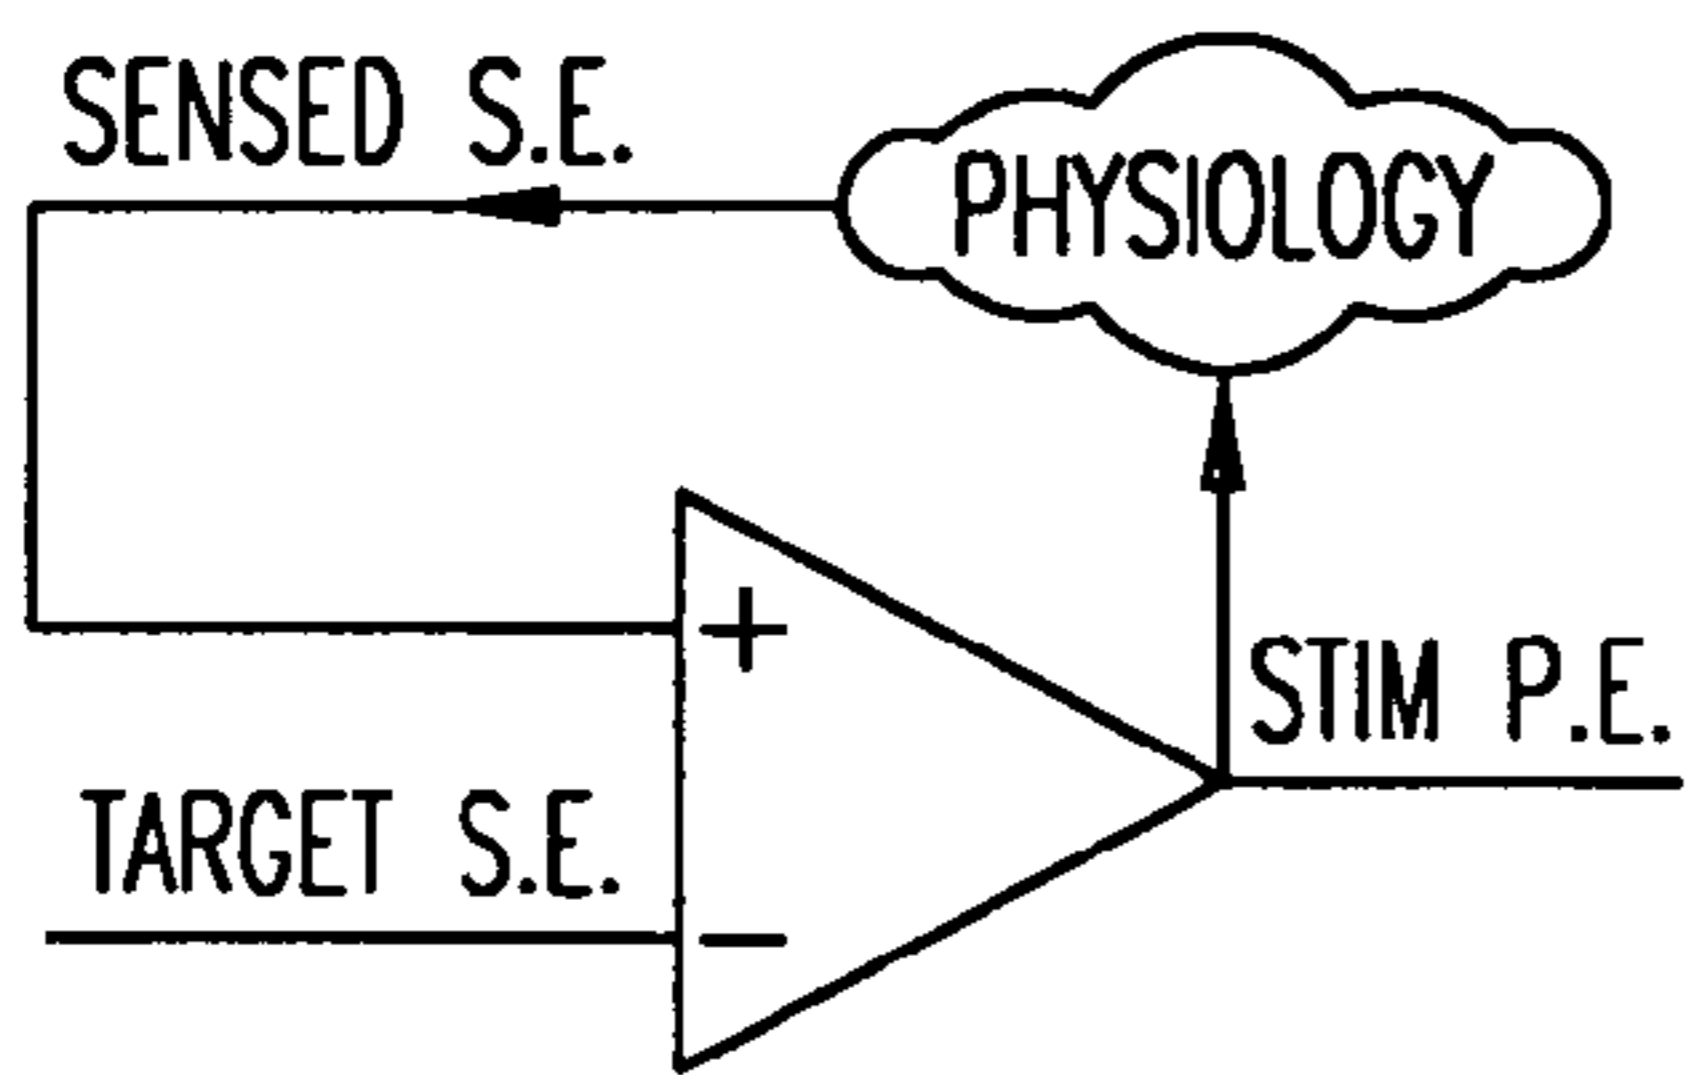 SENSED S.E.
PHYSIOLOGY
+
STIM P.E.
TARGET S.E.
−